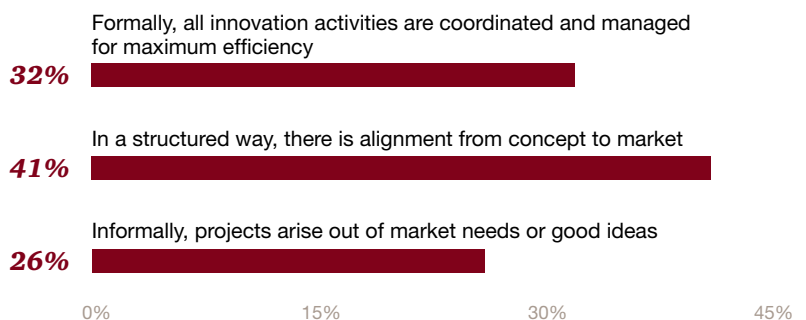 Formally, all innovation activities are coordinated and managed
for maximum efficiency
32%
In a structured way, there is alignment from concept to market
41%
Informally, projects arise out of market needs or good ideas
26%
0% 15% 30% 45%